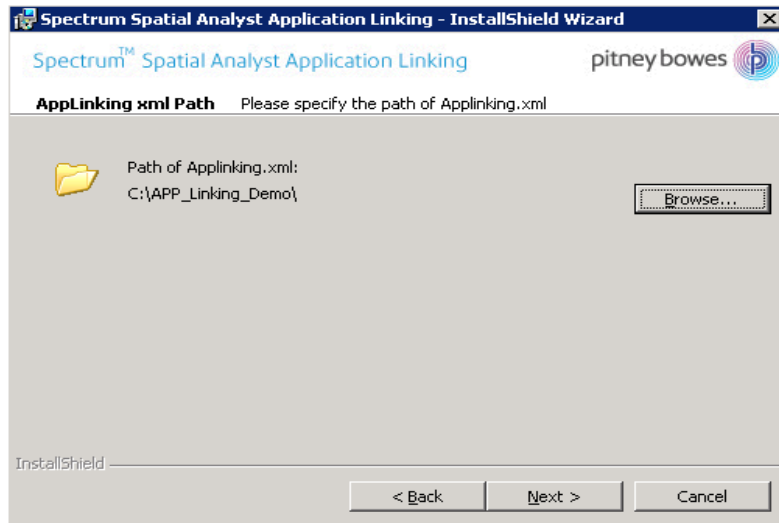 Spectrum Spatial Analyst Application Linking - InstallShield Wizard
Spectrum™ Spatial Analyst Application Linking
pitney bowes
AppLinking xml Path Please specify the path of Applinking.xml
Path of Applinking.xml:
C:\APP_Linking_Demo\
Browse...
InstallShield
< Back
Next >
Cancel